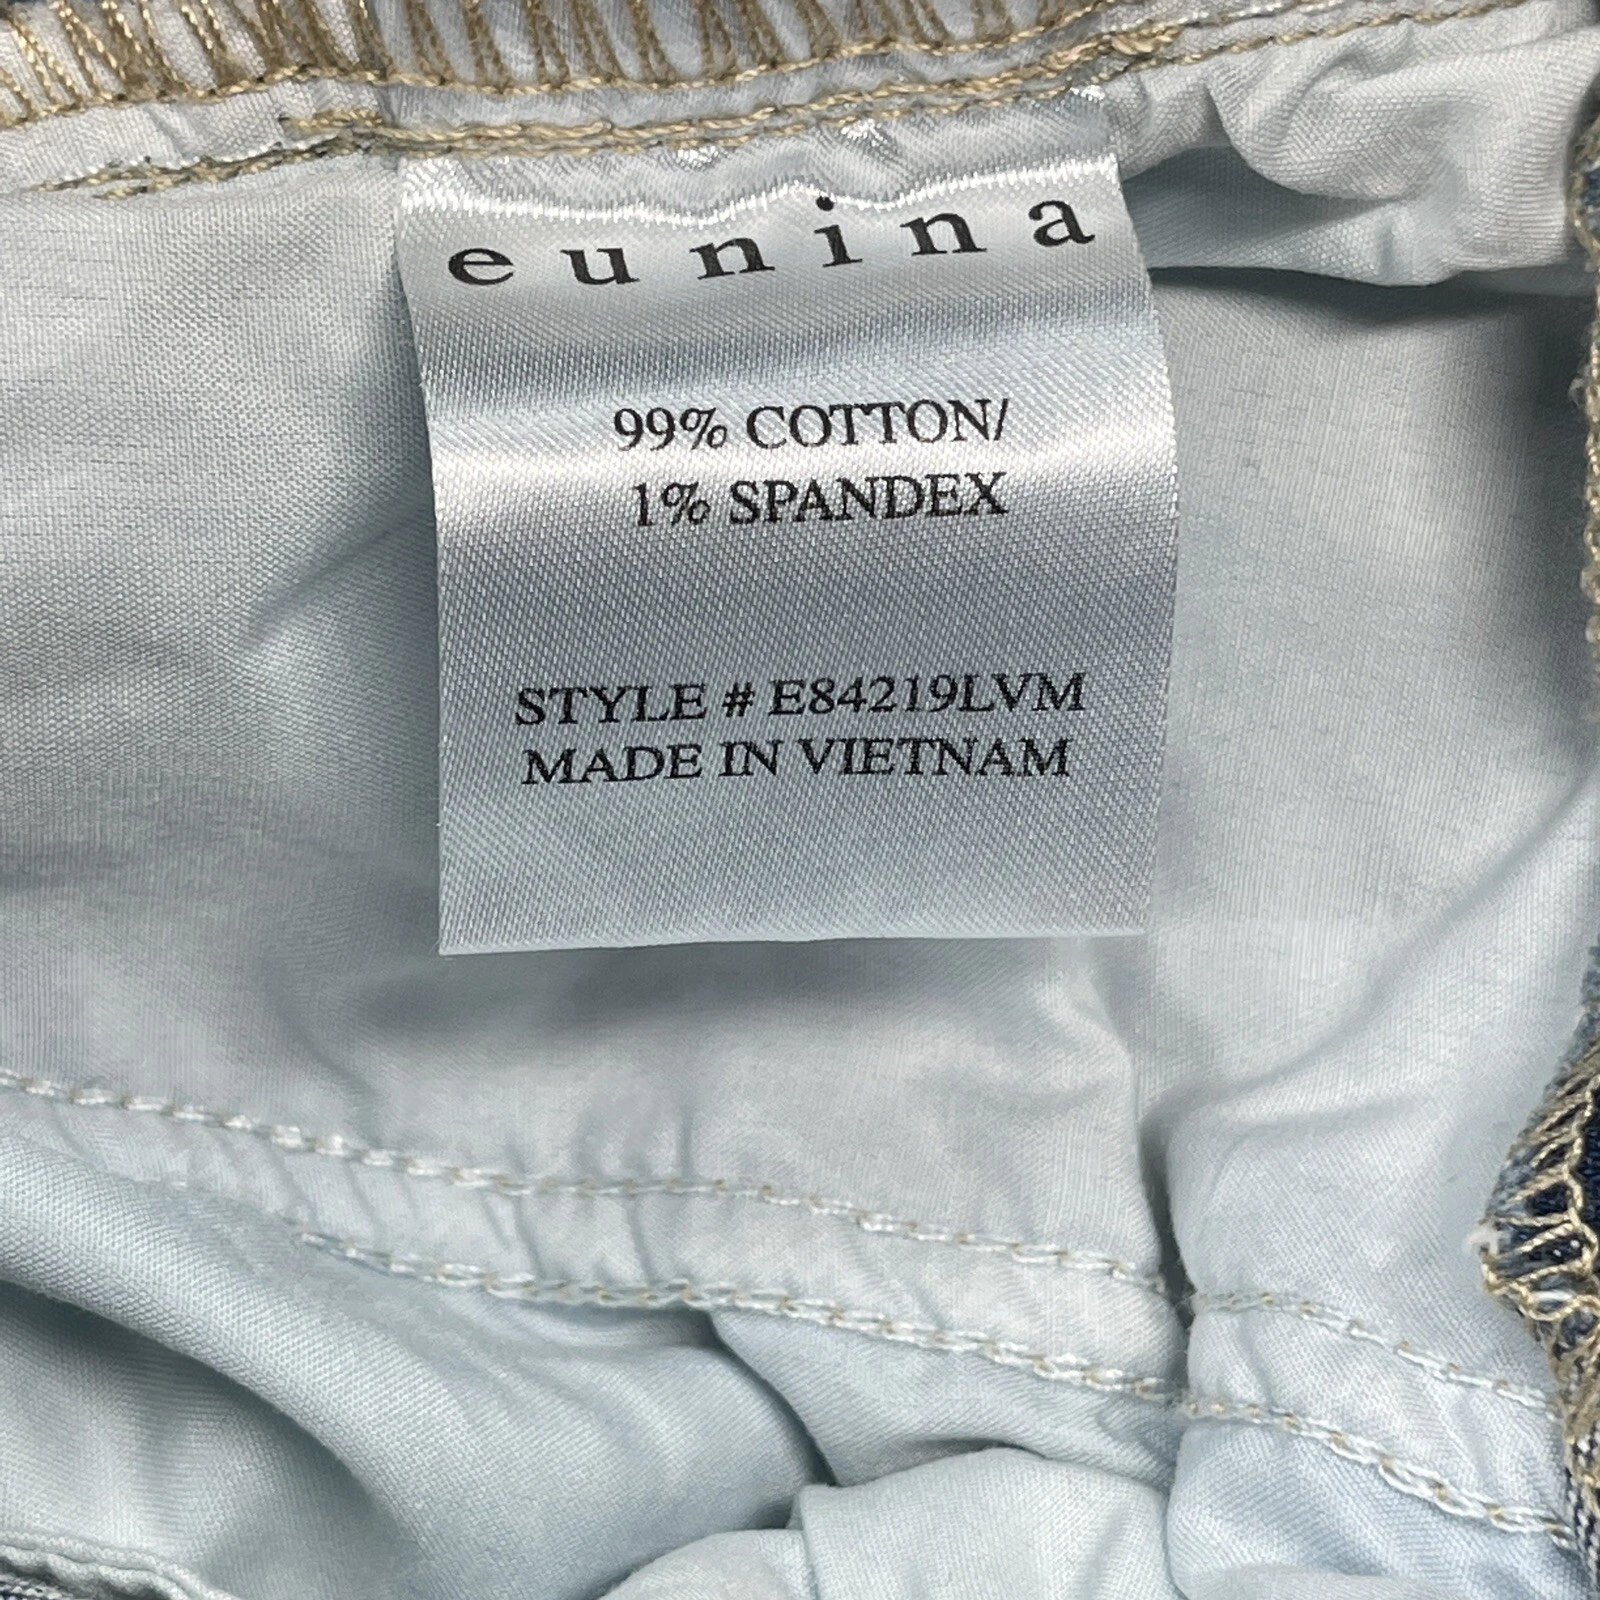 eunina
99% COTTON/
1% SPANDEX
STYLE # E84219LVM
MADE IN VIETNAM